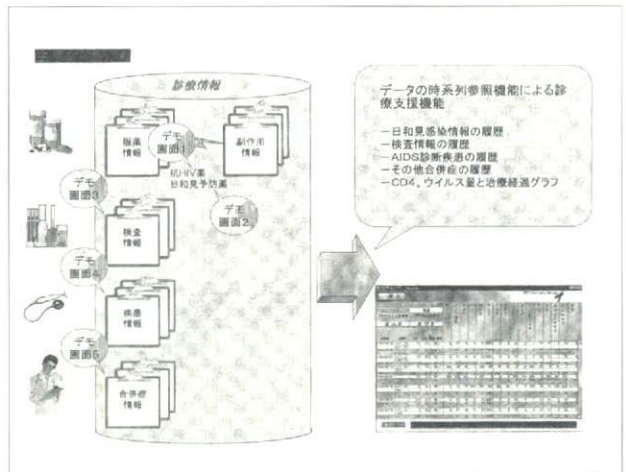 診療情報
服薬
情報
デモ
画面1
副作用
情報
抗HIV薬
日和見予防薬
デモ
画面2
デモ
画面3
検査
情報
デモ
画面4
疾患
情報
デモ
画面5
合併症
情報
データの時系列参照機能による診
療支援機能
－日和見感染情報の履歴
－検査情報の履歴
－AIDS診断疾患の履歴
－その他合併症の履歴
－CD4、ウイルス量と治療経過グラフ